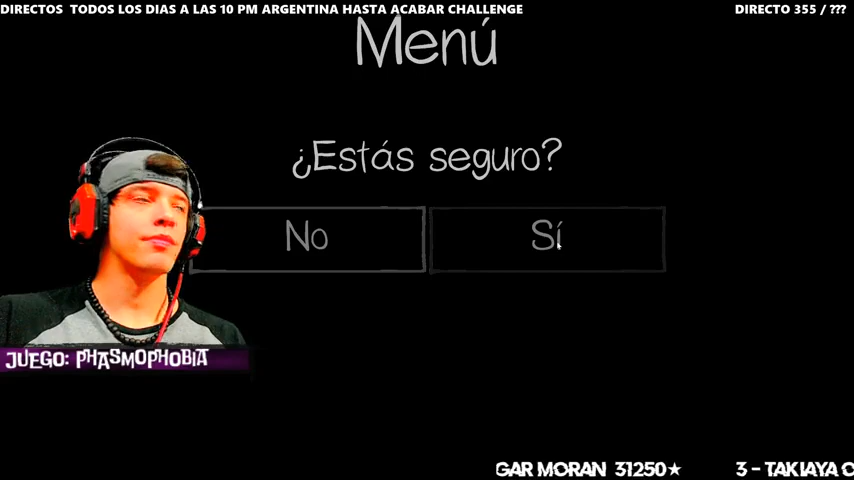 DIRECTOS TODOS LOS DIAS A LAS 10 PM ARGENTINA HASTA ACABAR CHALLENGE
DIRECTO 355 / ???
Menú
¿Estás seguro?
No
Sí
JUEGO: PHASMOPHOBIA
GAR MORAN 31250★ 3 - TAKIAYA